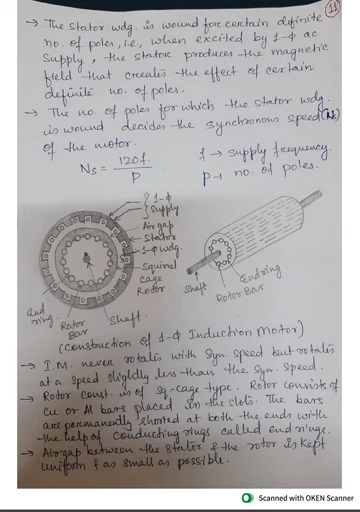 11
→ The stator wdg. is wound for certain definite
no. of poles, i.e., when excited by 1-φ ac
supply, the stator produces the magnetic
field that creates the effect of certain
definite no. of poles.
→ The no. of poles for which the stator wdg.
is wound decides the synchronous speed (Ns)
of the motor.
Ns = 120f / P
f → supply frequency.
P → no. of poles.
1-φ
Supply
Air gap
Stator
1-φ wdg.
Squirrel
cage
Rotor
End
ring.
Rotor
Bar
Shaft.
Shaft
Rotor Bar
Endring
(Construction of 1-φ Induction Motor)
→ I.M. never rotates with syn. speed but rotates
at a speed slightly less than the syn. speed.
→ Rotor const. is of sq. cage type. Rotor consists of
Cu or Al bars placed in the slots. The bars
are permanently shorted at both the ends with
the help of conducting rings called end rings.
→ Air gap between the stator & the rotor is kept
uniform & as small as possible.
Scanned with OKEN Scanner